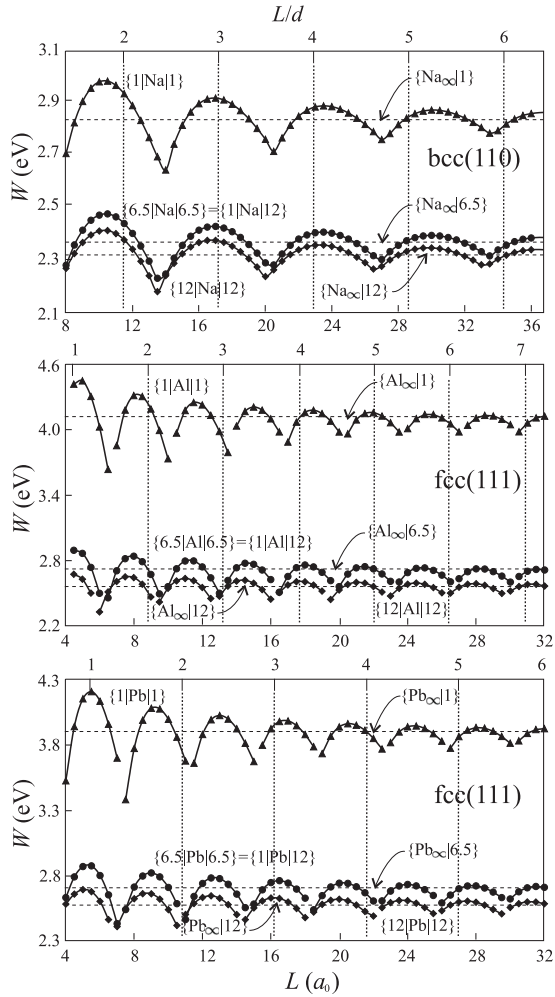 L/d
2 3 4 5 6
3.1
{1|Na|1}
{Na∞|1}
2.9
2.7
bcc(110)
W (eV)
2.5
{6.5|Na|6.5}={1|Na|12}
{Na∞|6.5}
2.3
{12|Na|12}
{Na∞|12}
2.1
8 12 16 20 24 28 32 36
1 2 3 4 5 6 7
4.6
{1|Al|1}
{Al∞|1}
4.0
fcc(111)
W (eV)
3.4
{6.5|Al|6.5}={1|Al|12}
{Al∞|6.5}
2.8
{Al∞|12}
{12|Al|12}
2.2
4 8 12 16 20 24 28 32
1 2 3 4 5 6
4.3
{1|Pb|1}
{Pb∞|1}
3.8
fcc(111)
W (eV)
3.3
{6.5|Pb|6.5}={1|Pb|12}
{Pb∞|6.5}
2.8
{Pb∞|12}
{12|Pb|12}
2.3
4 8 12 16 20 24 28 32
L (a₀)